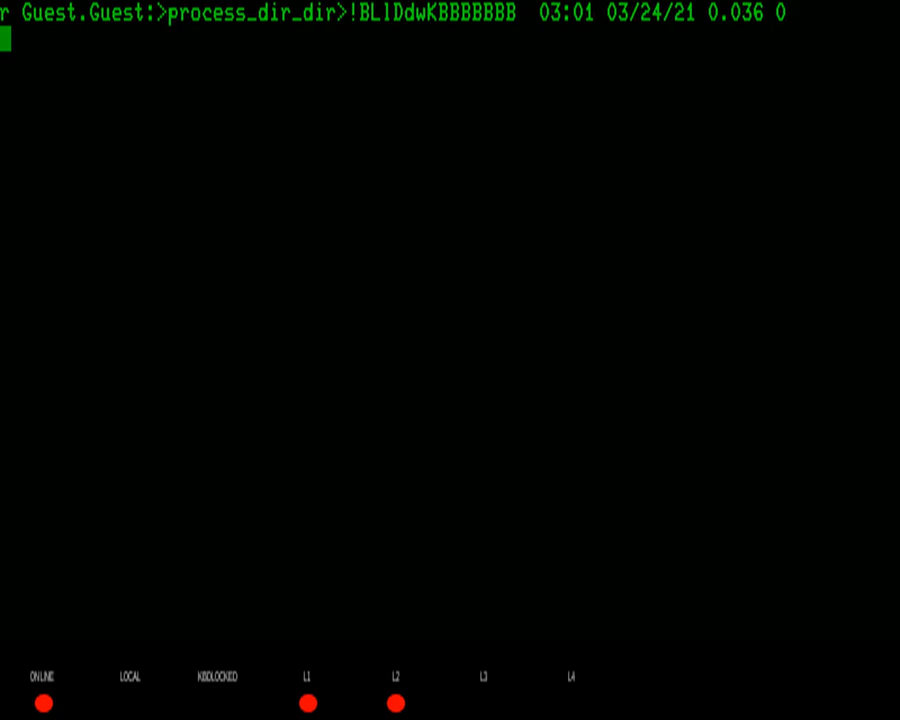 r Guest.Guest:>process_dir_dir>!BLlDdwKBBBBBBB 03:01 03/24/21 0.036 0
ONLINE LOCAL KBDLOCKED L1 L2 L3 L4